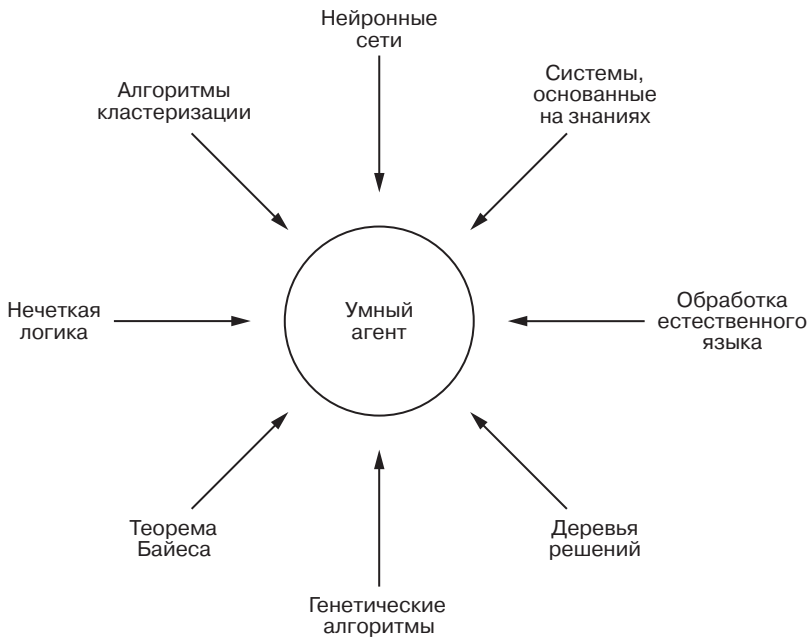 Нейронные
сети
Алгоритмы
кластеризации
Системы,
основанные
на знаниях
Нечеткая
логика
Умный
агент
Обработка
естественного
языка
Теорема
Байеса
Деревья
решений
Генетические
алгоритмы